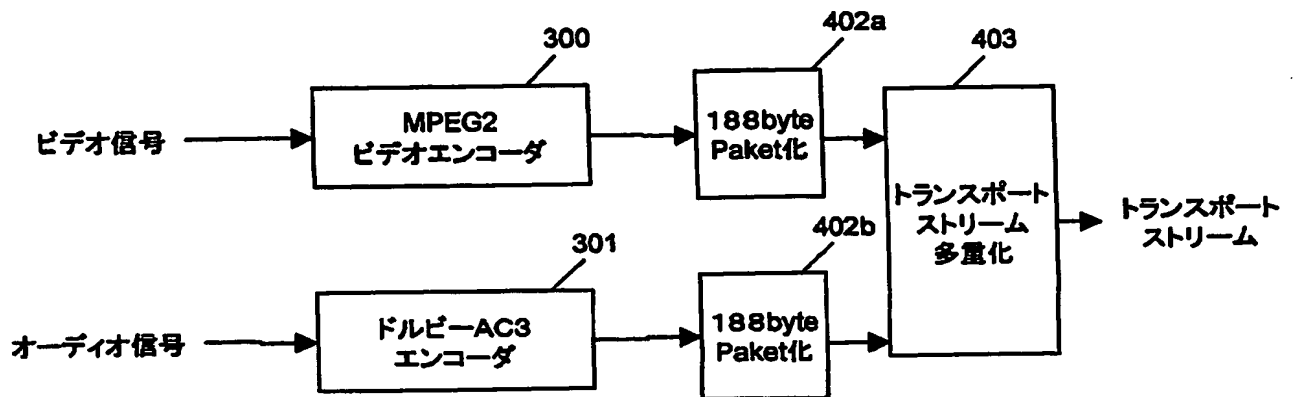 300
402a
403
ビデオ信号
MPEG2
ビデオエンコーダ
188byte
Paket化
トランスポート
ストリーム
多重化
トランスポート
ストリーム
301
402b
オーディオ信号
ドルビーAC3
エンコーダ
188byte
Paket化